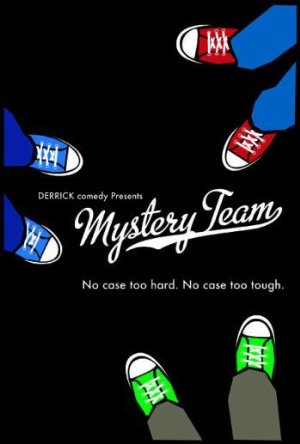 DERRICK comedy Presents
Mystery Team
No case too hard. No case too tough.